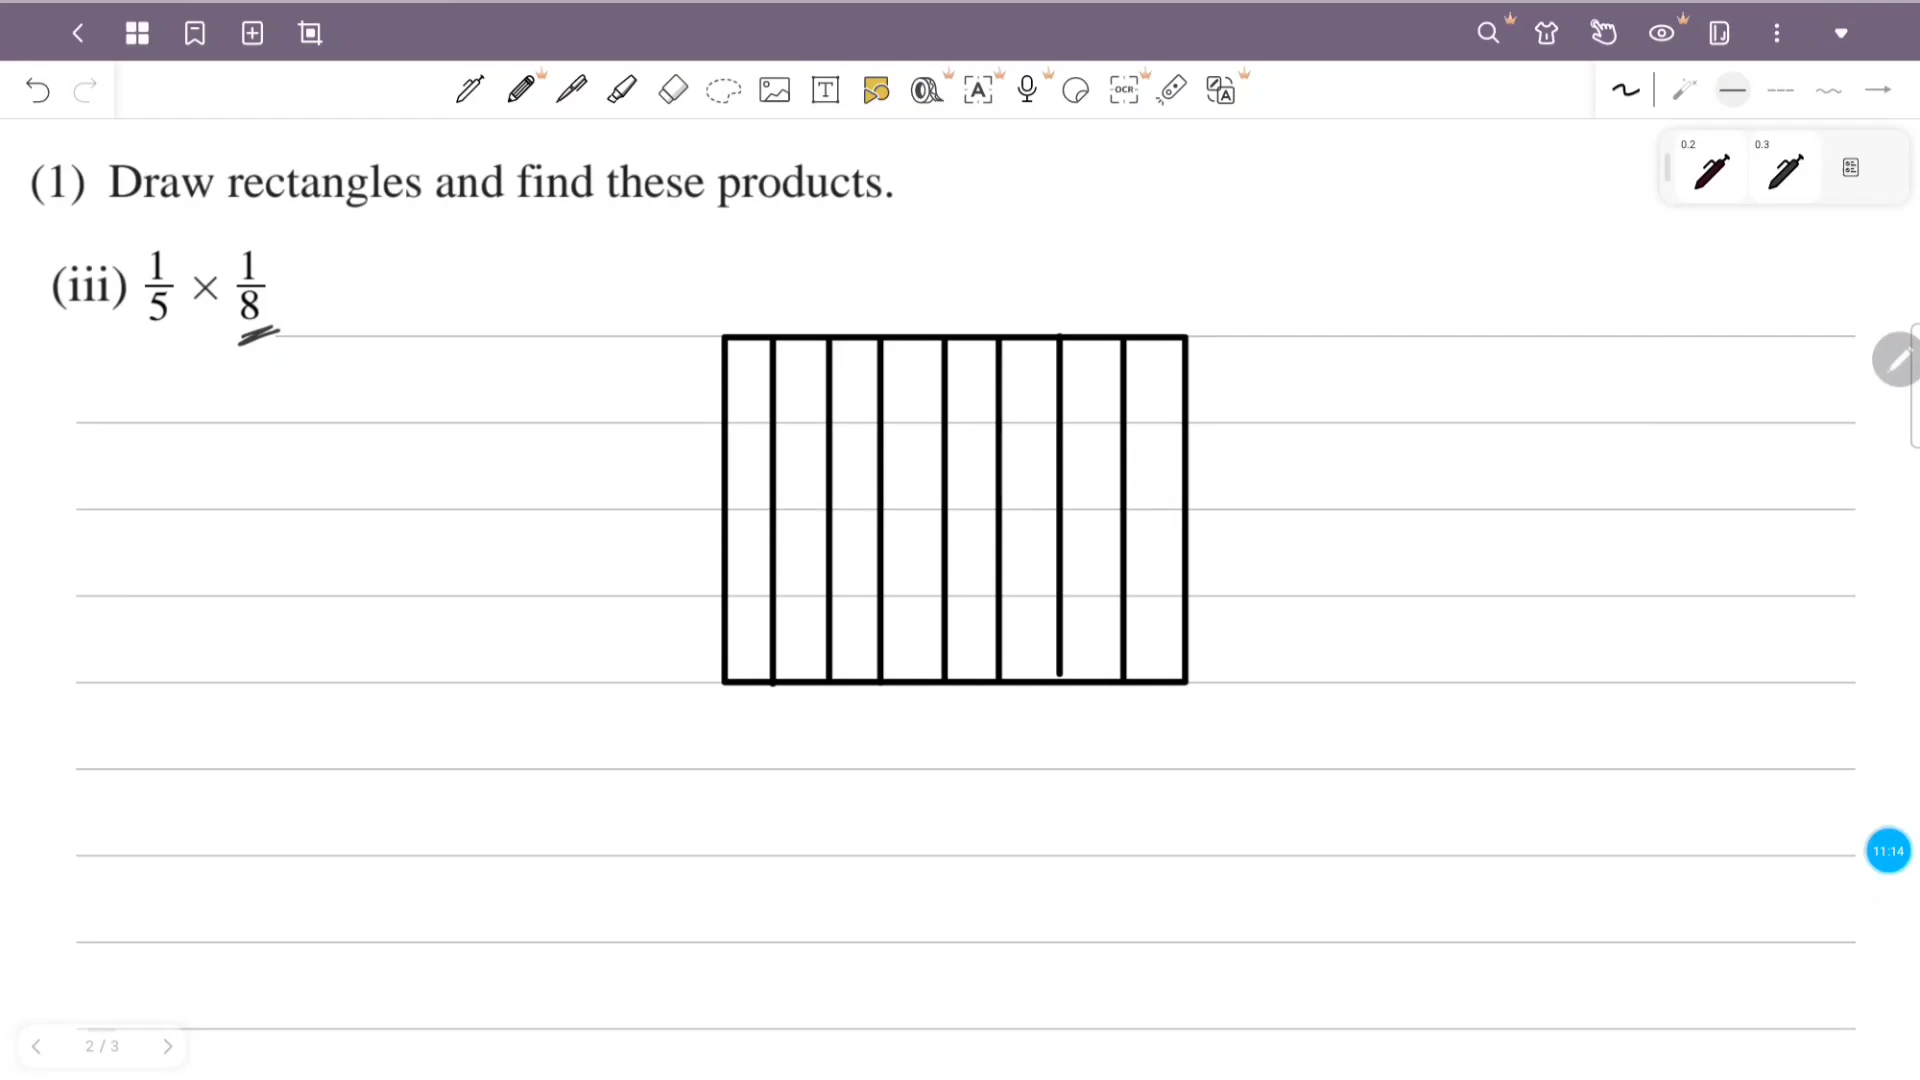 T
A
OCR
A
0.2
0.3
(1) Draw rectangles and find these products.
(iii) 1/5 × 1/8
11:14
2 / 3